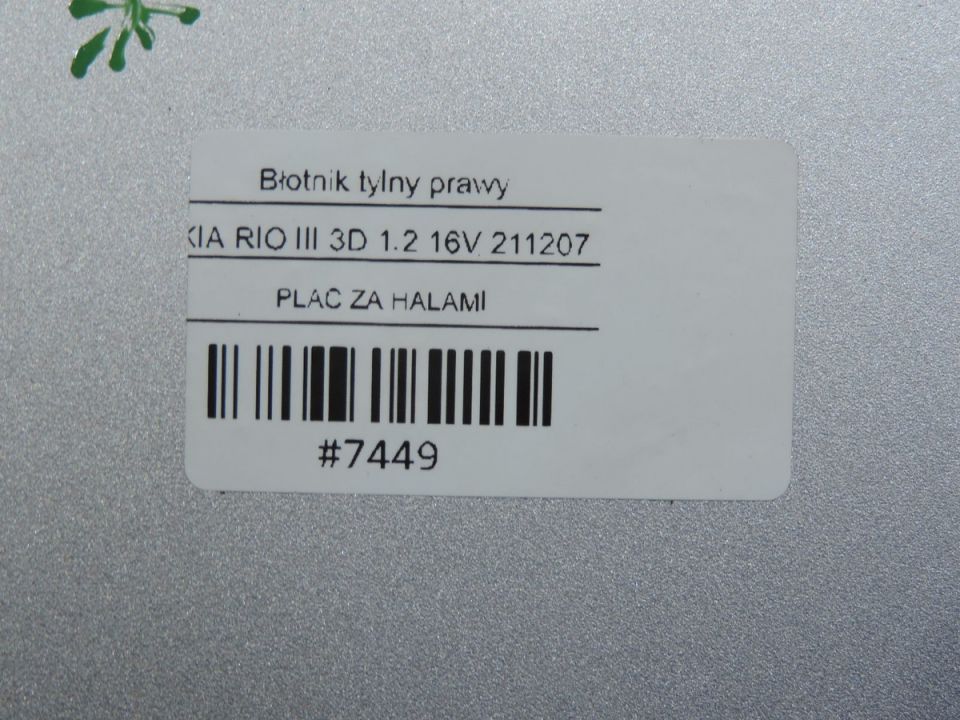 Błotnik tylny prawy
KIA RIO III 3D 1.2 16V 211207
PLAC ZA HALAMI
#7449